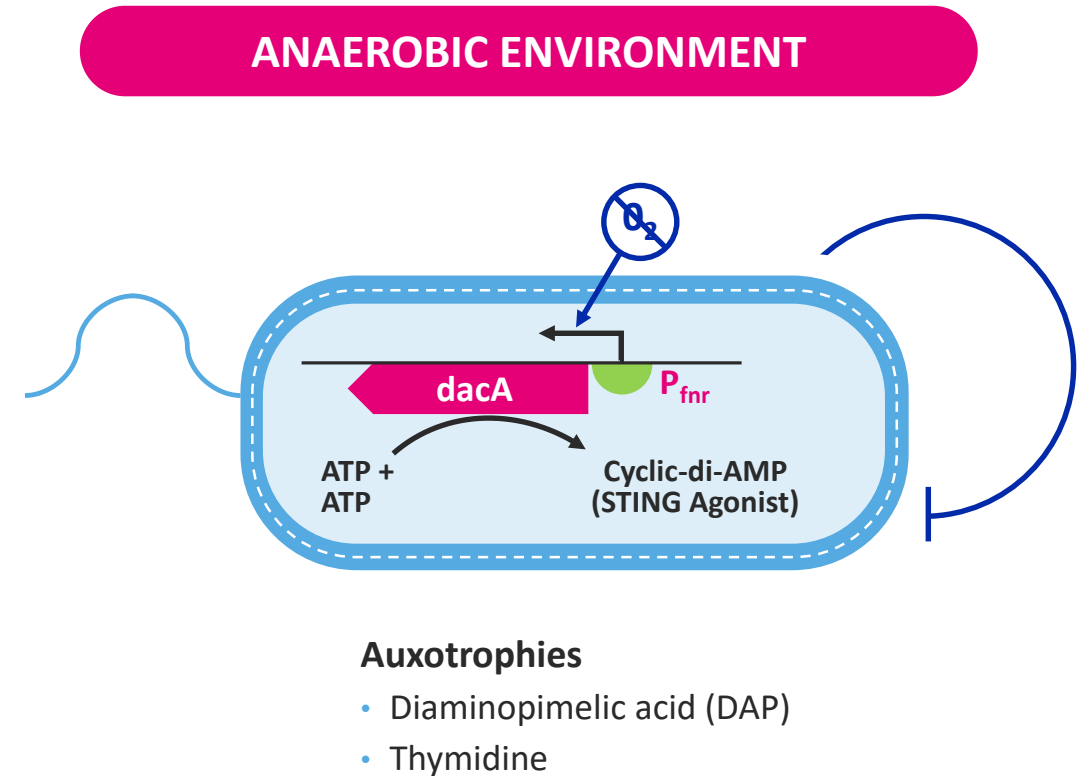 ANAEROBIC ENVIRONMENT
O₂
dacA
Pfnr
ATP +
ATP
Cyclic-di-AMP
(STING Agonist)
Auxotrophies
• Diaminopimelic acid (DAP)
• Thymidine